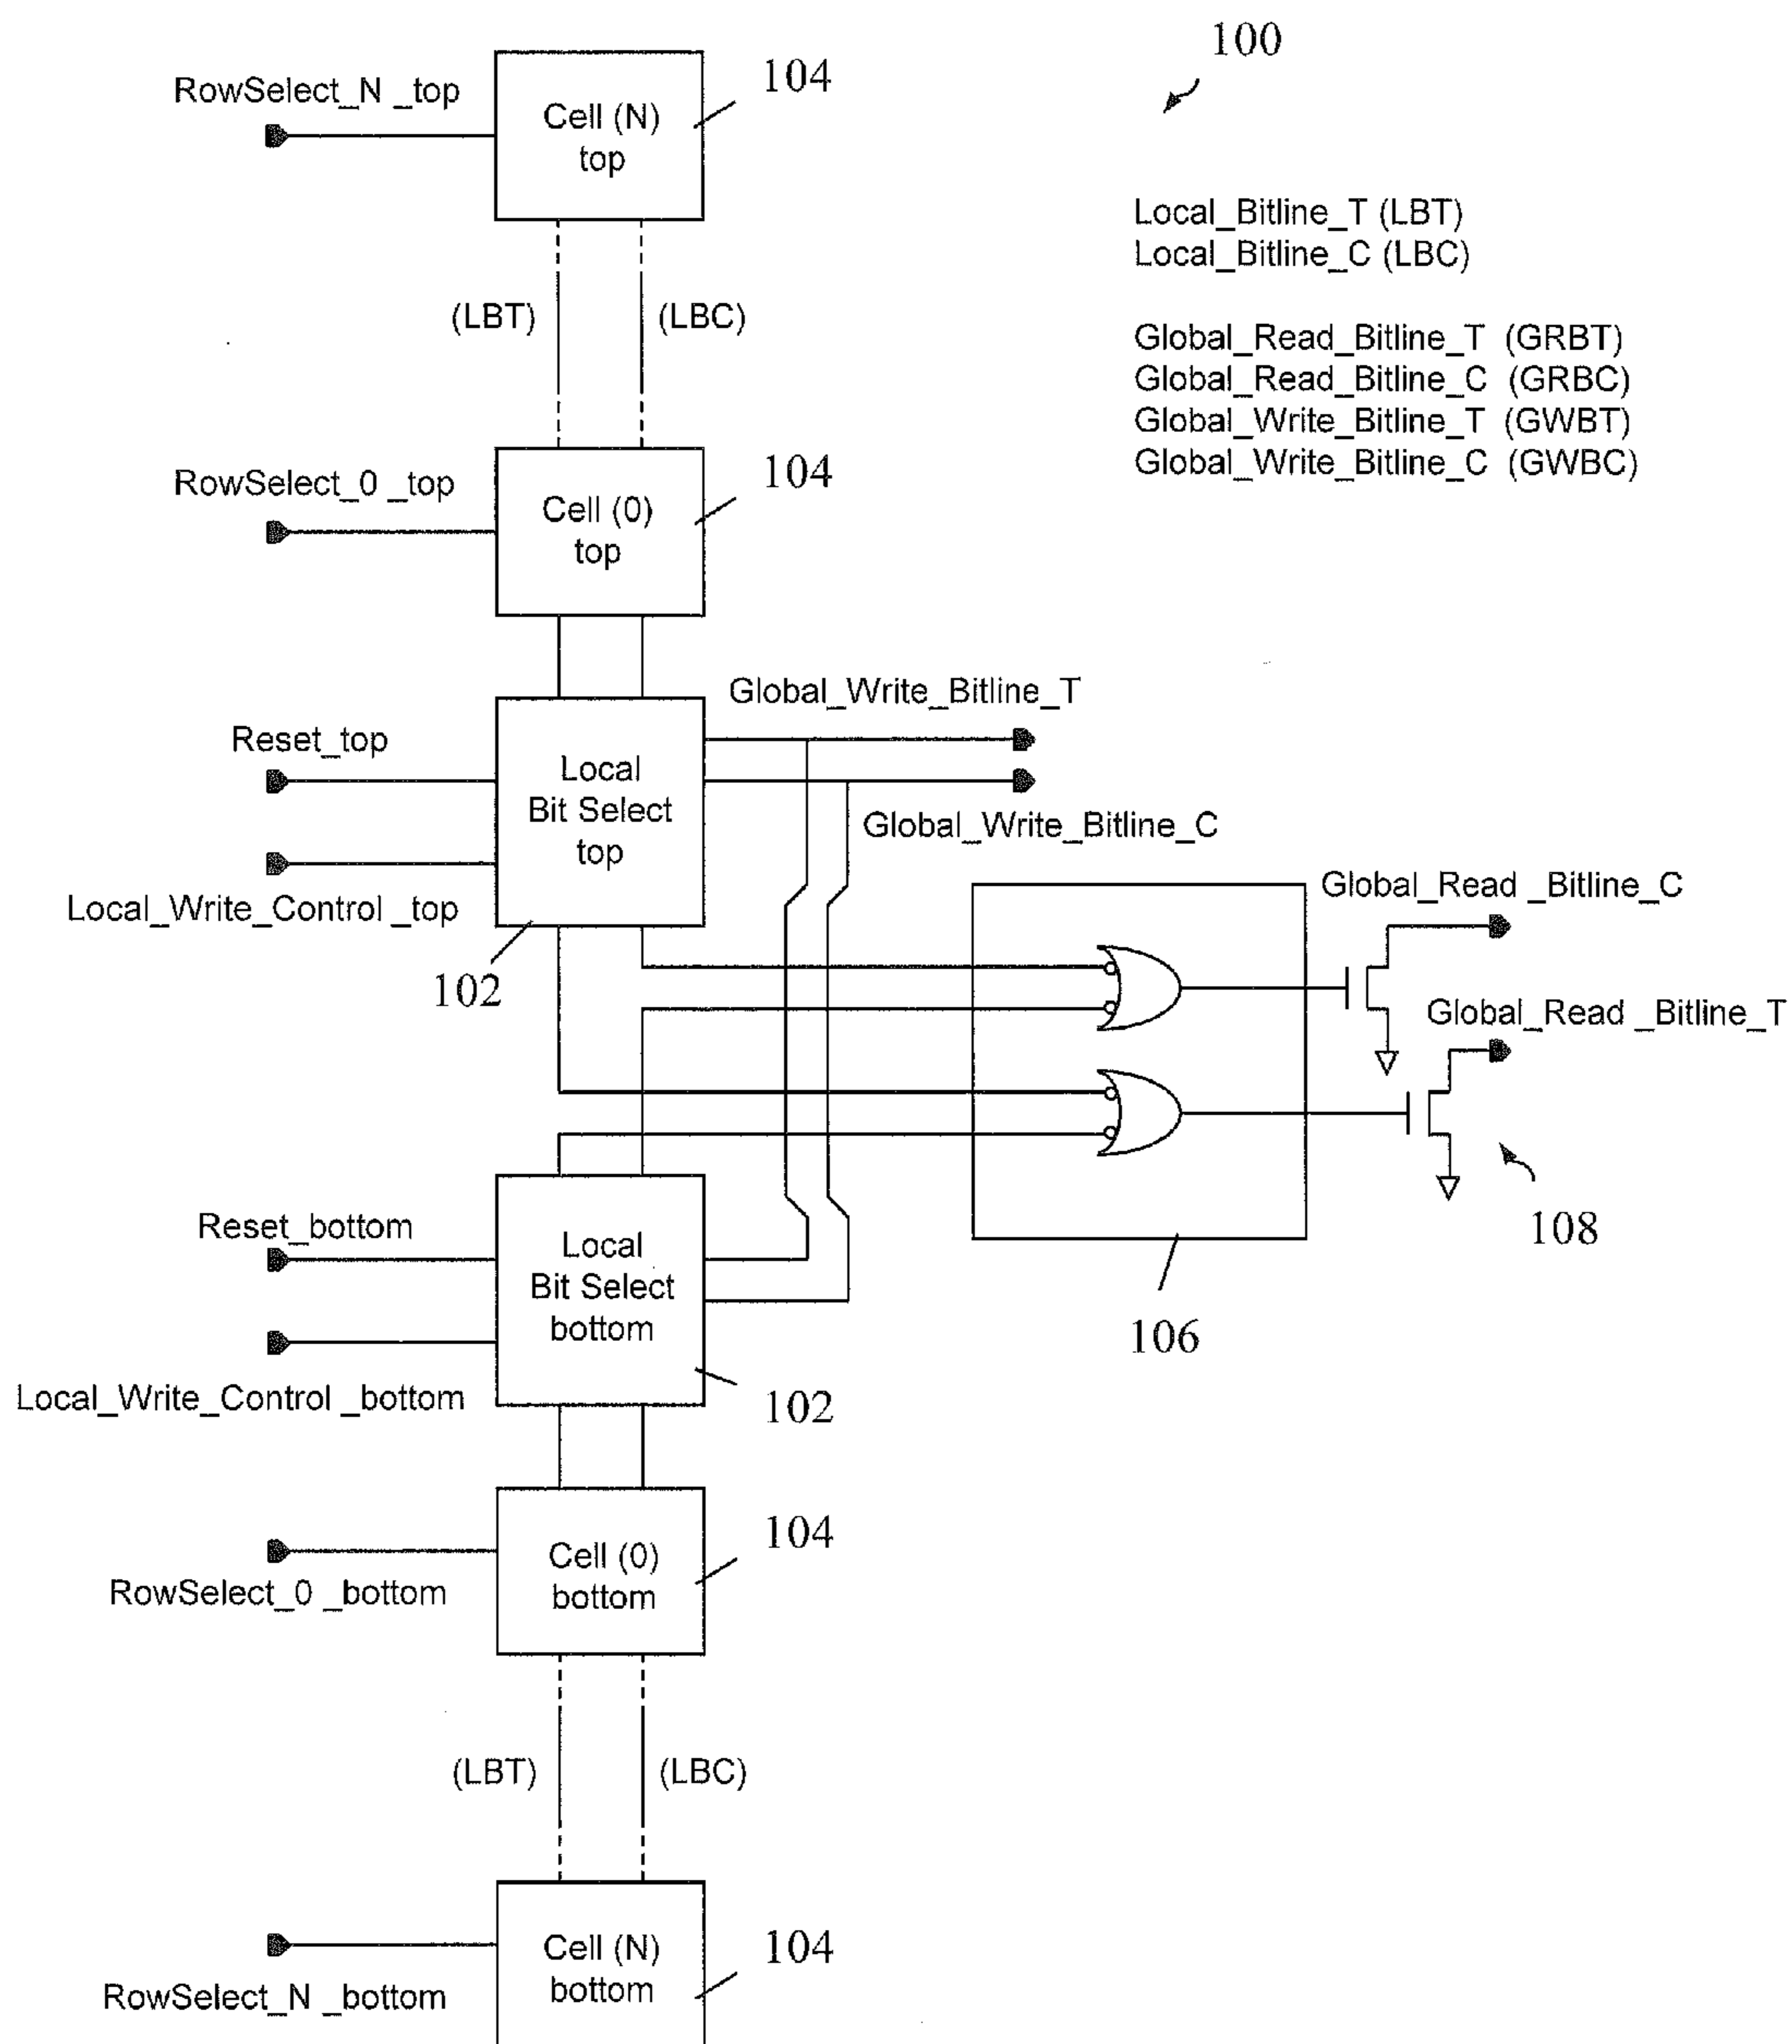 100
RowSelect_N _top
Cell (N)
top
104
Local_Bitline_T (LBT)
Local_Bitline_C (LBC)
(LBT)
(LBC)
Global_Read_Bitline_T (GRBT)
Global_Read_Bitline_C (GRBC)
Global_Write_Bitline_T (GWBT)
Global_Write_Bitline_C (GWBC)
RowSelect_0 _top
Cell (0)
top
104
Global_Write_Bitline_T
Reset_top
Local
Bit Select
top
Global_Write_Bitline_C
Local_Write_Control _top
102
Global_Read _Bitline_C
Global_Read _Bitline_T
Reset_bottom
Local
Bit Select
bottom
108
106
Local_Write_Control _bottom
102
Cell (0)
bottom
104
RowSelect_0 _bottom
(LBT)
(LBC)
Cell (N)
bottom
104
RowSelect_N _bottom